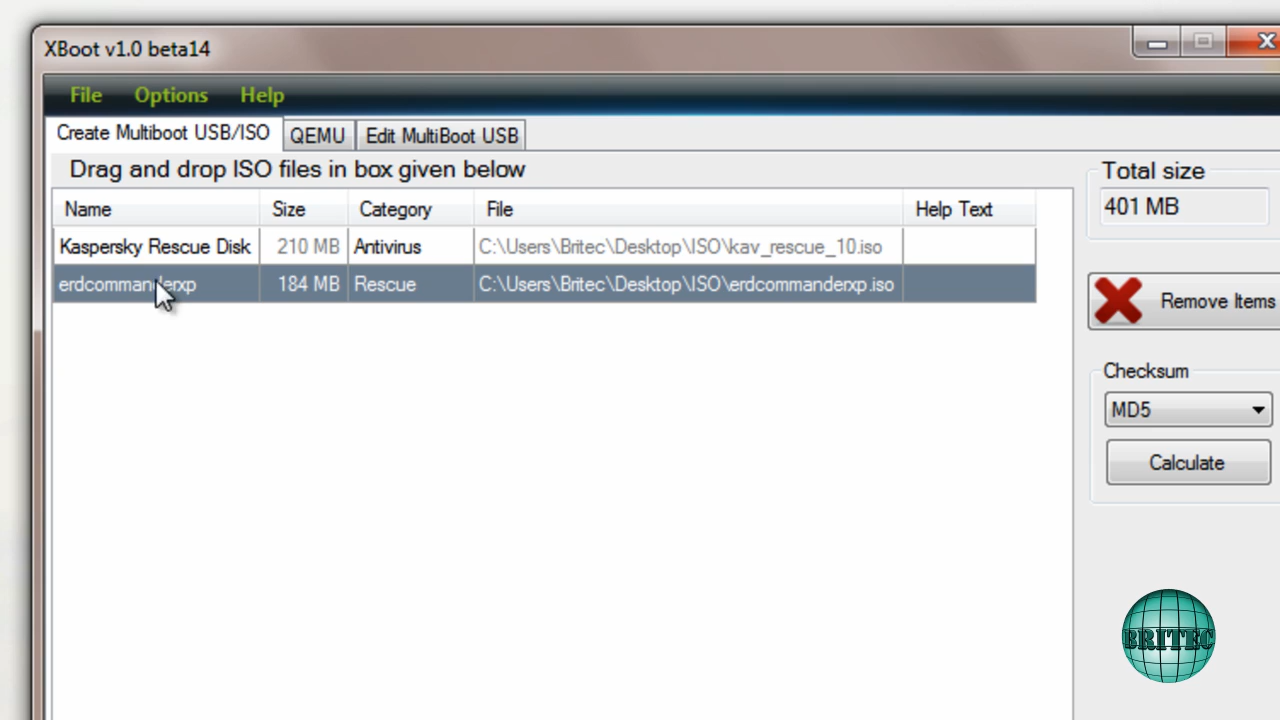 XBoot v1.0 beta14
File Options Help
Create Multiboot USB/ISO QEMU Edit MultiBoot USB
Drag and drop ISO files in box given below
Name Size Category File Help Text
Kaspersky Rescue Disk 210 MB Antivirus C:\Users\Britec\Desktop\ISO\kav_rescue_10.iso
erdcommanderxp 184 MB Rescue C:\Users\Britec\Desktop\ISO\erdcommanderxp.iso
Total size
401 MB
Remove Items
Checksum
MD5
Calculate
BRITEC